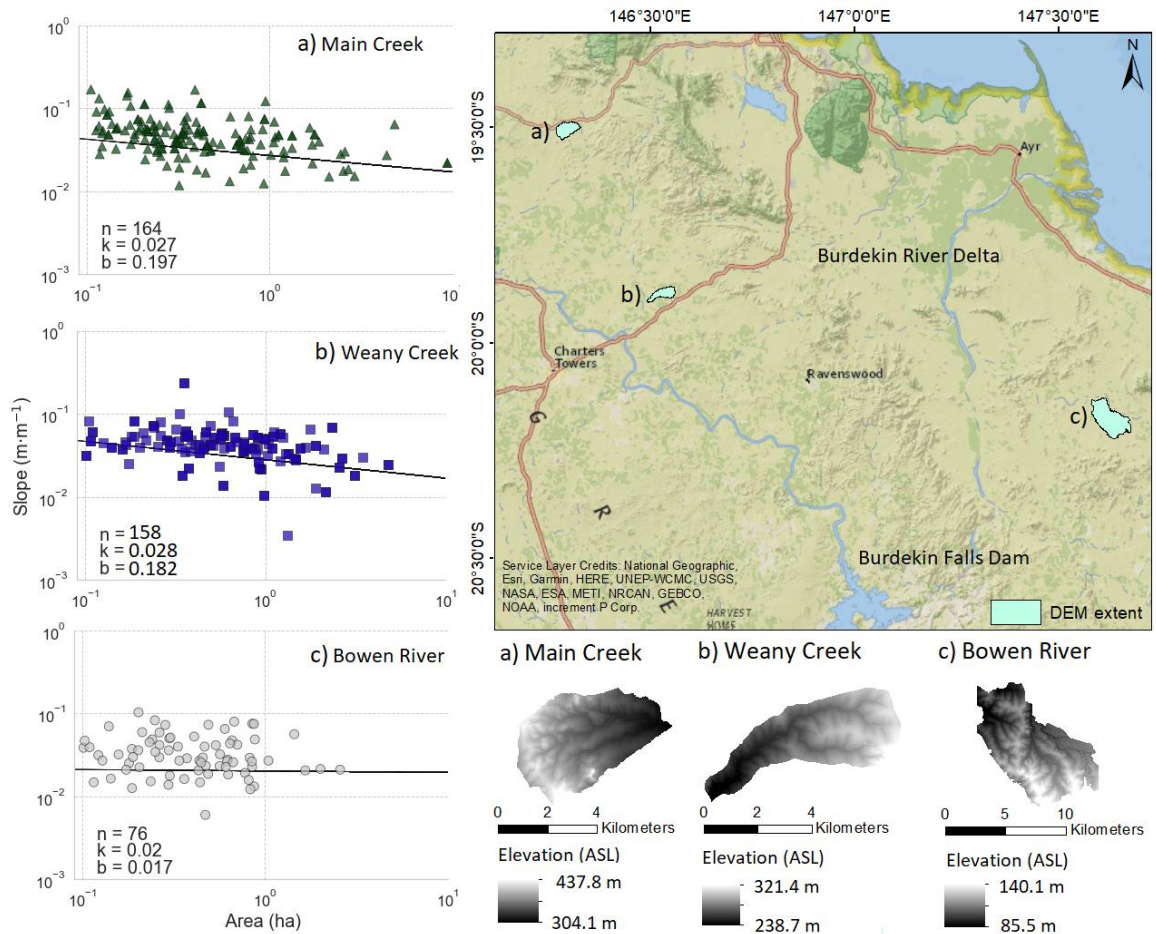 a) Main Creek
10⁰
10⁻¹
10⁻²
10⁻³
n = 164
k = 0.027
b = 0.197
10⁻¹
10⁰
10
b) Weany Creek
10⁰
10⁻¹
10⁻²
10⁻³
Slope (m·m⁻¹)
n = 158
k = 0.028
b = 0.182
10⁻¹
10⁰
10¹
c) Bowen River
10⁰
10⁻¹
10⁻²
10⁻³
n = 76
k = 0.02
b = 0.017
10⁻¹
10⁰
10¹
Area (ha)
146°30'0"E
147°0'0"E
147°30'0"E
N
19°30'0"S
20°0'0"S
20°30'0"S
a)
Ayr
Burdekin River Delta
b)
Charters
Towers
Ravenswood
c)
G
R
E
Burdekin Falls Dam
Service Layer Credits: National Geographic,
Esri, Garmin, HERE, UNEP-WCMC, USGS,
NASA, ESA, METI, NRCAN, GEBCO,
NOAA, increment P Corp.
HARVEST
HOME
DEM extent
a) Main Creek
b) Weany Creek
c) Bowen River
0 2 4
Kilometers
0 2 4
Kilometers
0 5 10
Kilometers
Elevation (ASL)
437.8 m
304.1 m
Elevation (ASL)
321.4 m
238.7 m
Elevation (ASL)
140.1 m
85.5 m